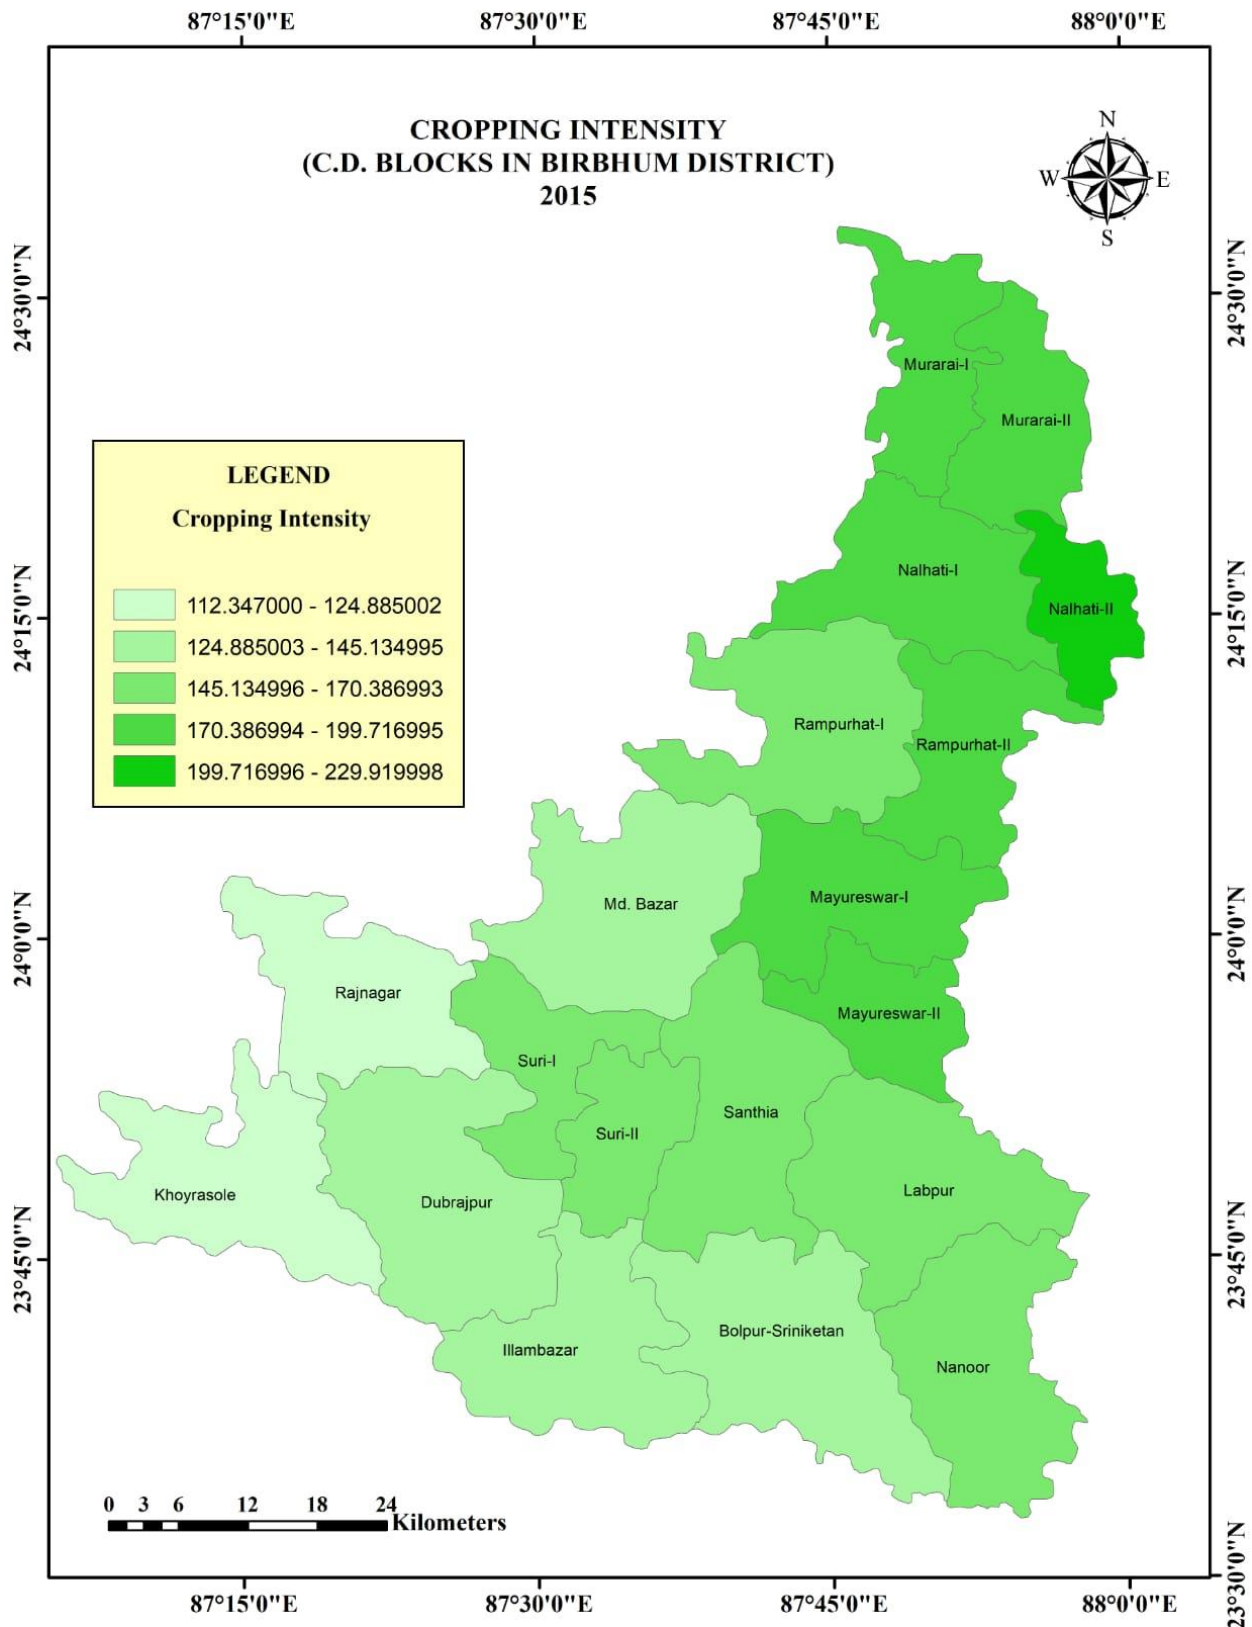 87°15'0"E 87°30'0"E 87°45'0"E 88°0'0"E
CROPPING INTENSITY
(C.D. BLOCKS IN BIRBHUM DISTRICT)
2015
N
W E
S
24°30'0"N 24°30'0"N
Murarai-I
Murarai-II
LEGEND
Cropping Intensity
112.347000 - 124.885002
124.885003 - 145.134995
145.134996 - 170.386993
170.386994 - 199.716995
199.716996 - 229.919998
Nalhati-I
Nalhati-II
24°15'0"N 24°15'0"N
Rampurhat-I
Rampurhat-II
Mayureswar-I
Md. Bazar
24°0'0"N 24°0'0"N
Rajnagar
Mayureswar-II
Suri-I
Santhia
Suri-II
Labpur
Khoyrasole
Dubrajpur
23°45'0"N 23°45'0"N
Bolpur-Sriniketan
Illambazar
Nanoor
0 3 6 12 18 24
Kilometers
23°30'0"N
87°15'0"E 87°30'0"E 87°45'0"E 88°0'0"E